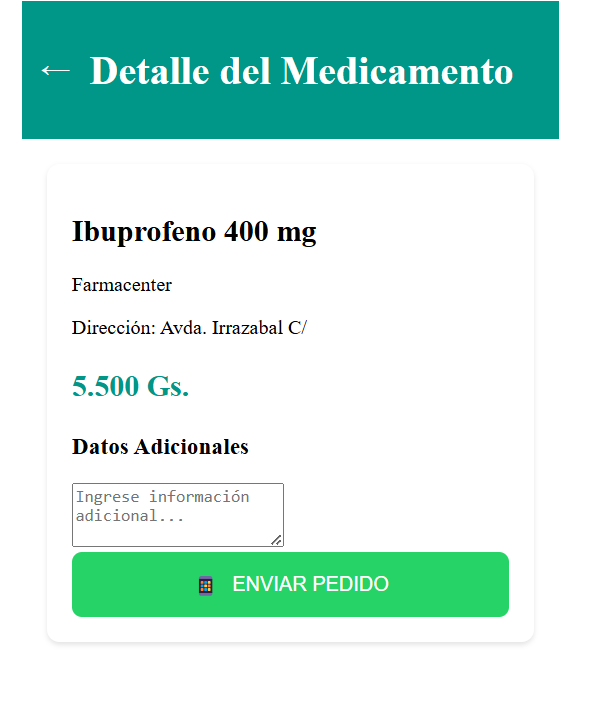 ← Detalle del Medicamento
Ibuprofeno 400 mg
Farmacenter
Dirección: Avda. Irrazabal C/
5.500 Gs.
Datos Adicionales
Ingrese información
adicional...
ENVIAR PEDIDO